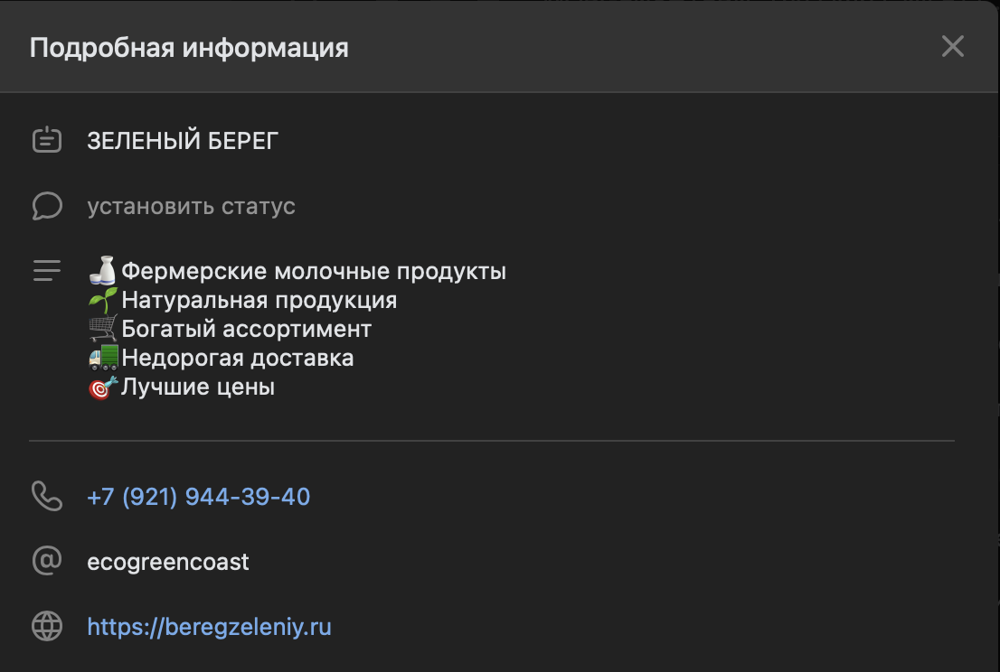 Подробная информация
ЗЕЛЕНЫЙ БЕРЕГ
установить статус
Фермерские молочные продукты
Натуральная продукция
Богатый ассортимент
Недорогая доставка
Лучшие цены
+7 (921) 944-39-40
ecogreencoast
https://beregzeleniy.ru